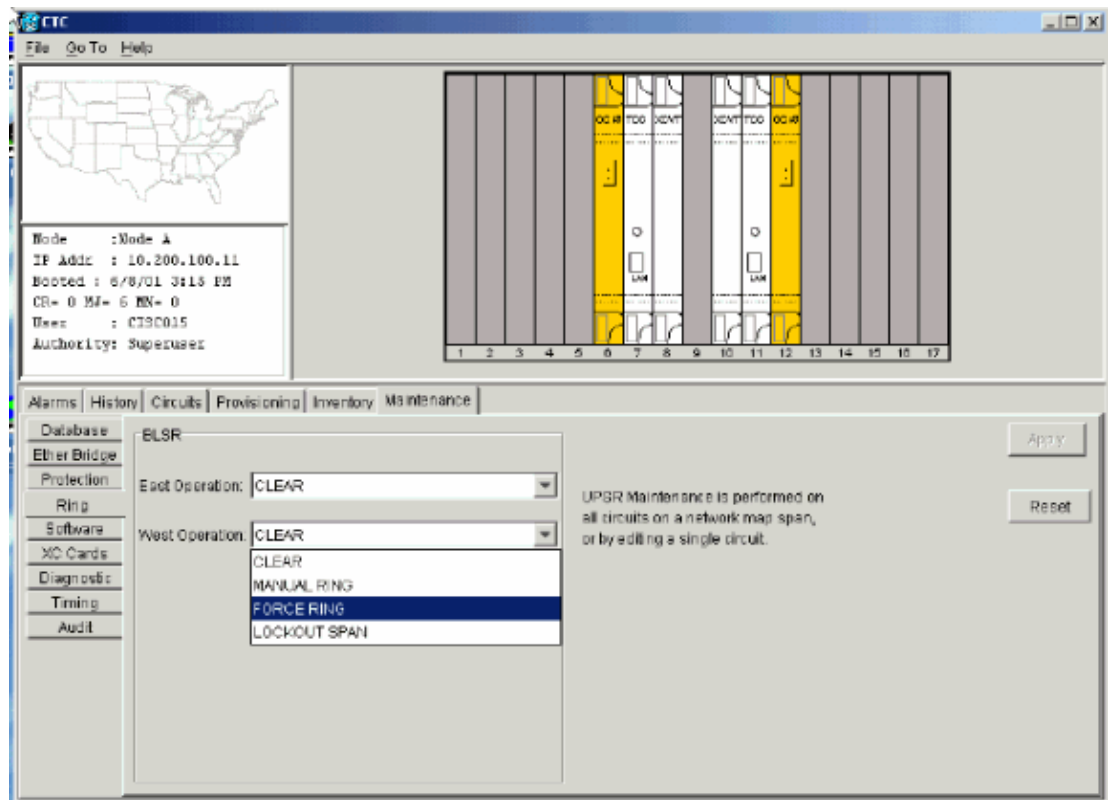 CTC
File Go To Help
OC 48 TCC XCVT XCVT TCC OC 48
LAN LAN
1 2 3 4 5 6 7 8 9 10 11 12 13 14 15 16 17
Node :Node A
IP Addr : 10.200.100.11
Booted : 6/8/01 3:15 PM
CR- 0 MJ- 6 MN- 0
User : CISCO15
Authority: Superuser
Alarms History Circuits Provisioning Inventory Maintenance
Database
Ether Bridge
Protection
Ring
Software
XC Cards
Diagnostic
Timing
Audit
BLSR
East Operation: CLEAR
West Operation: CLEAR
CLEAR
MANUAL RING
FORCE RING
LOCKOUT SPAN
UPSR Maintenance is performed on
all circuits on a network map span,
or by editing a single circuit.
Apply
Reset